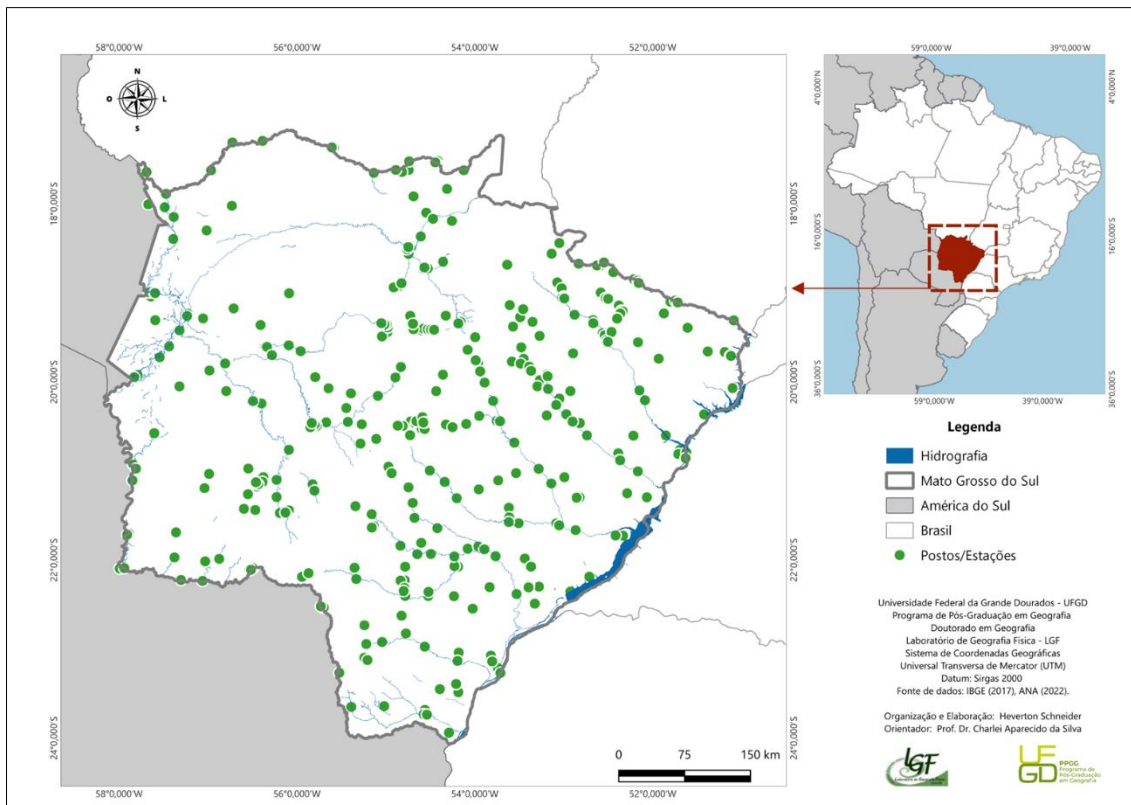 58°0,000'W
56°0,000'W
54°0,000'W
52°0,000'W
59°0,000'W
39°0,000'W
N
O
L
S
18°0,000'S
20°0,000'S
22°0,000'S
24°0,000'S
18°0,000'S
20°0,000'S
22°0,000'S
24°0,000'S
4°0,000'N
16°0,000'S
36°0,000'S
4°0,000'N
16°0,000'S
36°0,000'S
59°0,000'W
39°0,000'W
0
75
150 km
58°0,000'W
56°0,000'W
54°0,000'W
52°0,000'W
Legenda
Hidrografia
Mato Grosso do Sul
América do Sul
Brasil
Postos/Estações
Universidade Federal da Grande Dourados - UFGD
Programa de Pós-Graduação em Geografia
Doutorado em Geografia
Laboratório de Geografia Física - LGF
Sistema de Coordenadas Geográficas
Universal Transversa de Mercator (UTM)
Datum: Sirgas 2000
Fonte de dados: IBGE (2017), ANA (2022).
Organização e Elaboração: Heverton Schneider
Orientador: Prof. Dr. Charlei Aparecido da Silva
LGF
UF
GD
PPGG
Programa de
Pós-Graduação
em Geografia